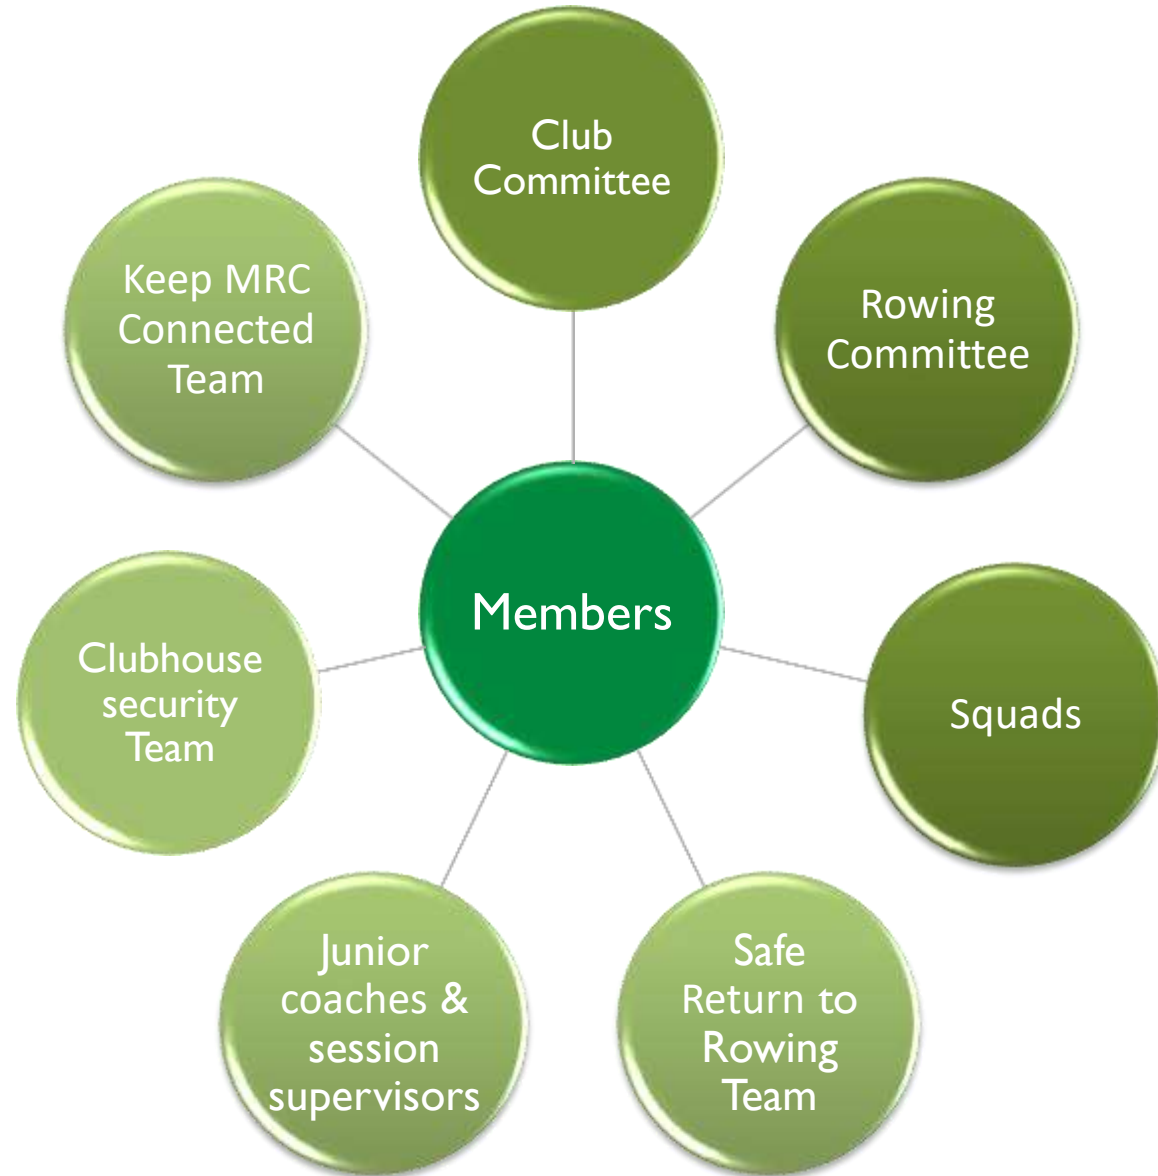 Club
Committee
Rowing
Committee
Squads
Safe
Return to
Rowing
Team
Junior
coaches &
session
supervisors
Clubhouse
security
Team
Keep MRC
Connected
Team
Members